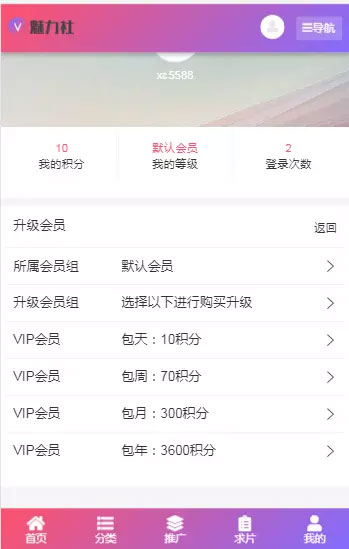 V 魅力社 ≡导航
xz5588
10 默认会员 2
我的积分 我的等级 登录次数
升级会员 返回
所属会员组 默认会员
升级会员组 选择以下进行购买升级
VIP会员 包天：10积分
VIP会员 包周：70积分
VIP会员 包月：300积分
VIP会员 包年：3600积分
首页 分类 推广 求片 我的